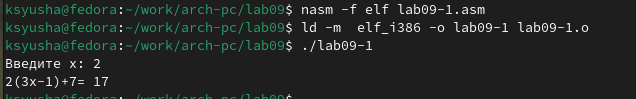 ksyusha@fedora:~/work/arch-pc/lab09$ nasm -f elf lab09-1.asm
ksyusha@fedora:~/work/arch-pc/lab09$ ld -m  elf_i386 -o lab09-1 lab09-1.o
ksyusha@fedora:~/work/arch-pc/lab09$ ./lab09-1
Введите x: 2
2(3x-1)+7= 17
ksyusha@fedora:~/work/arch-pc/lab09$